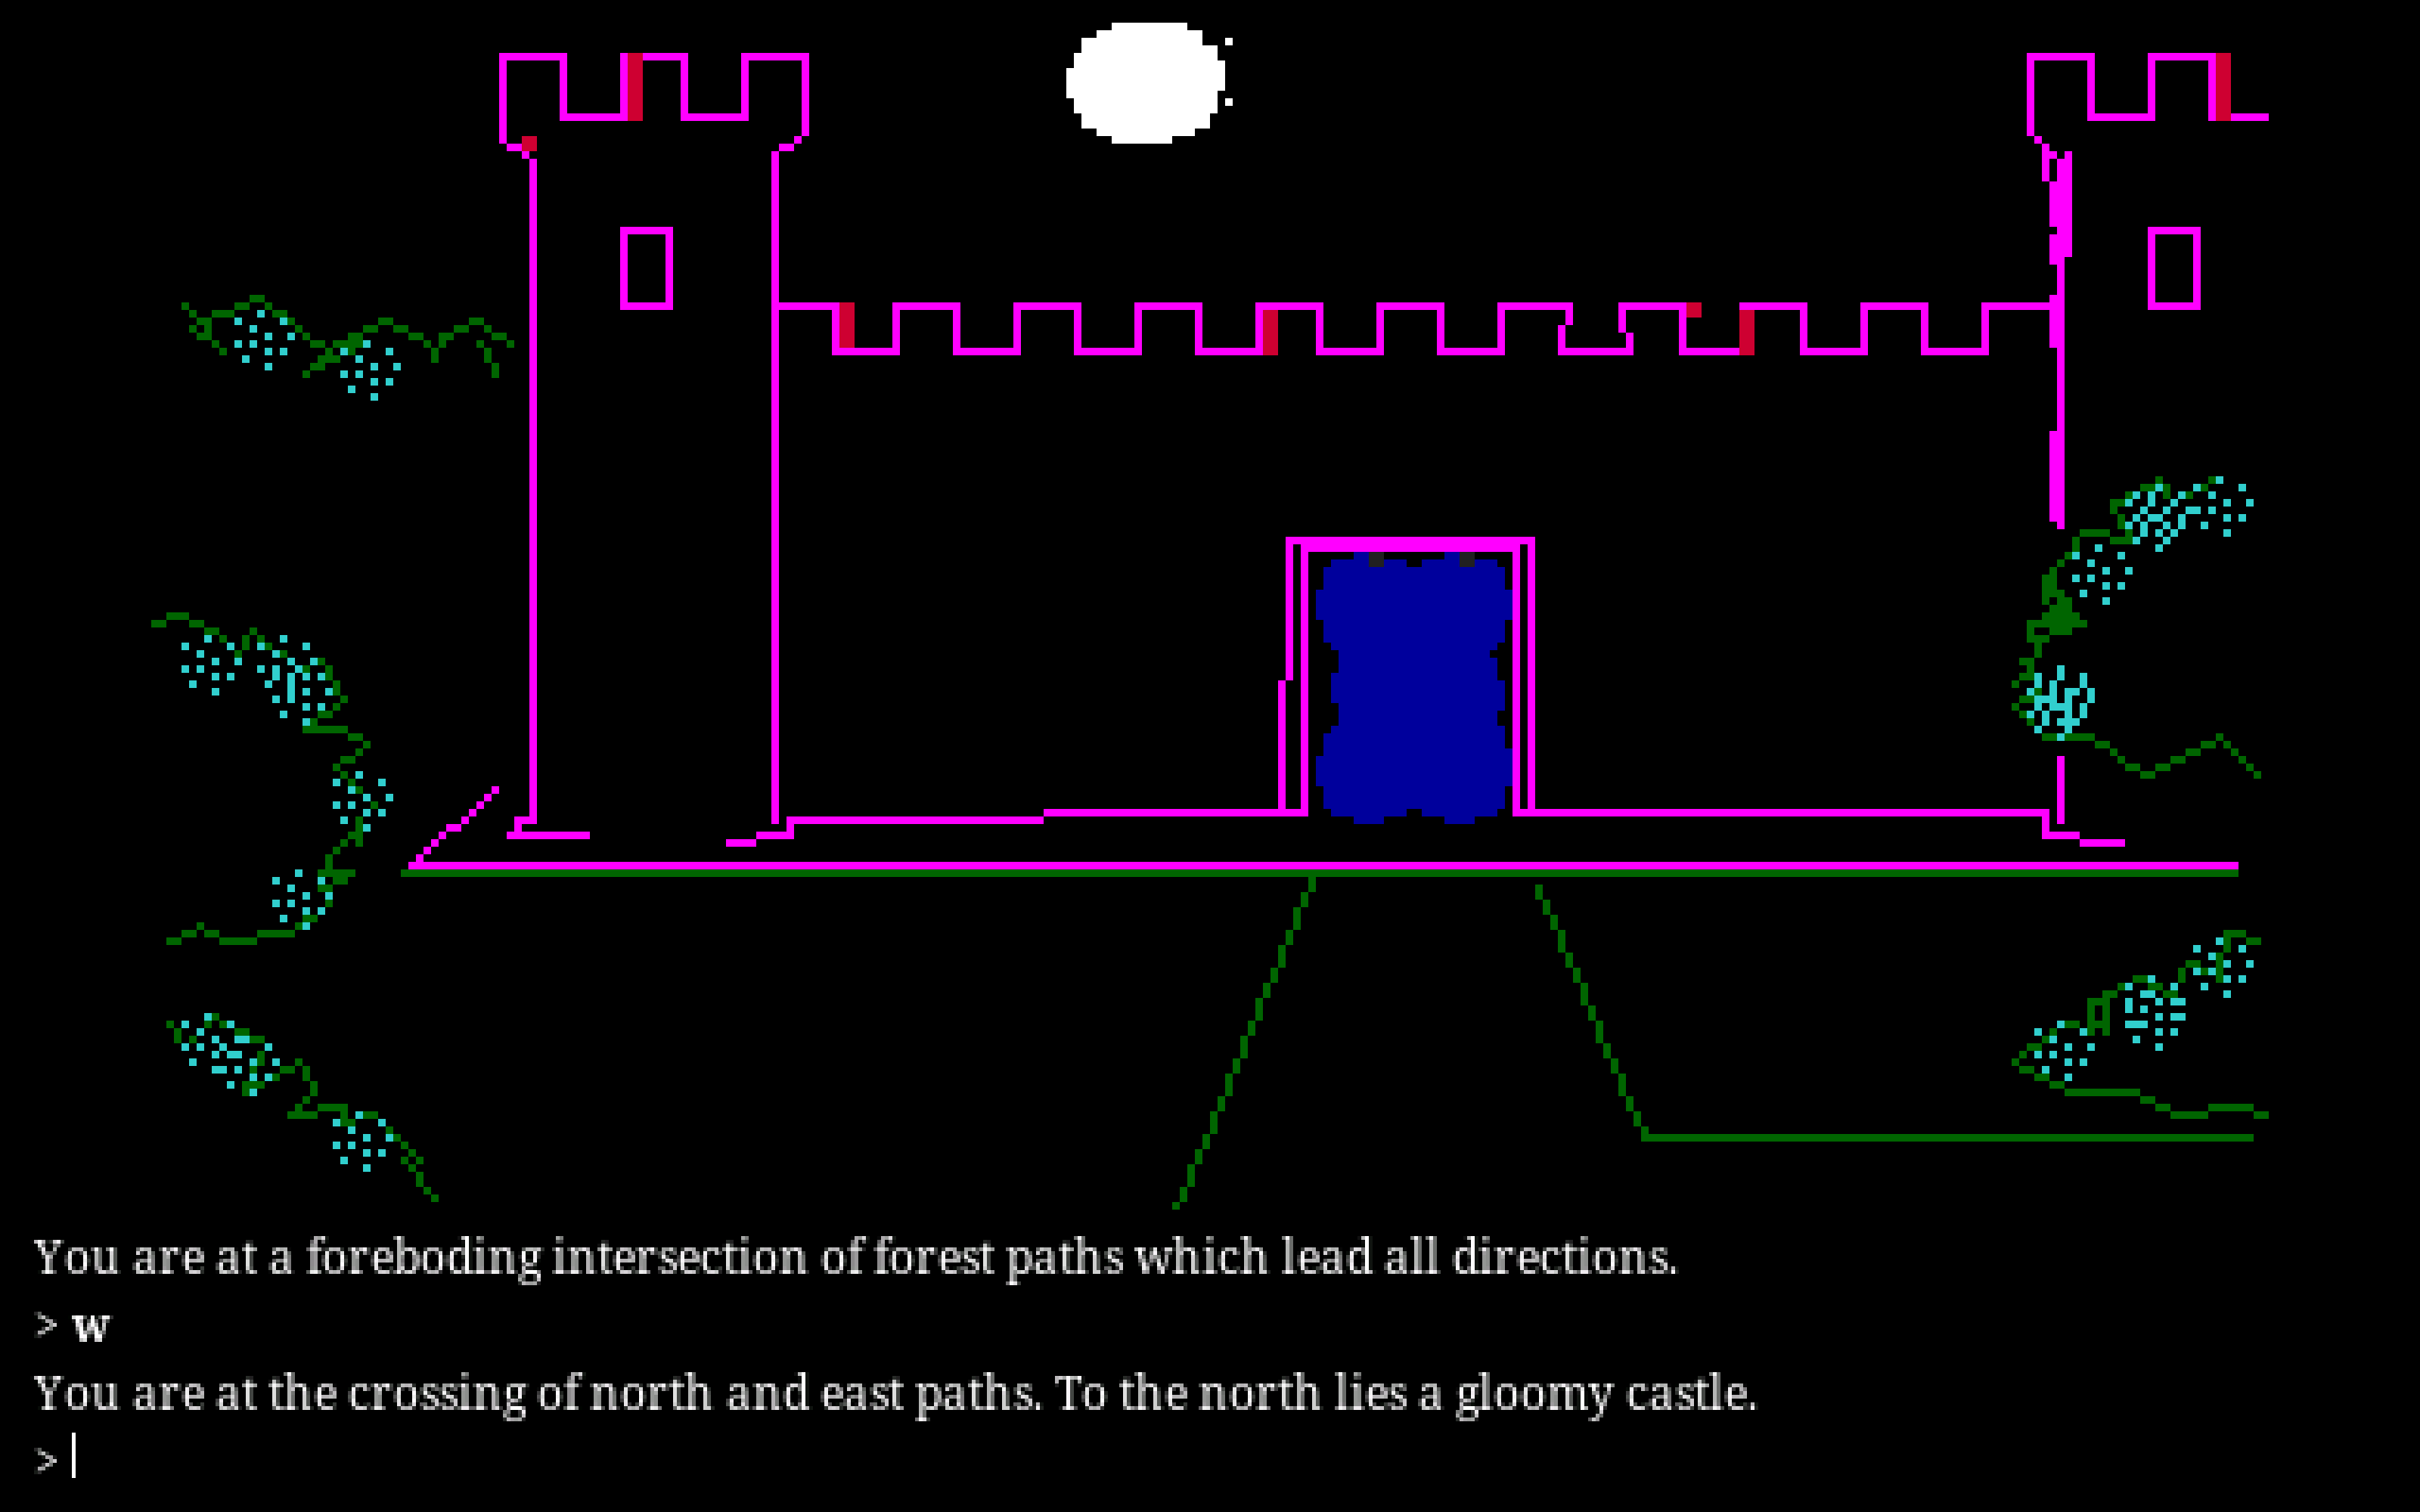 You are at a foreboding intersection of forest paths which lead all directions.
> w
You are at the crossing of north and east paths. To the north lies a gloomy castle.
>